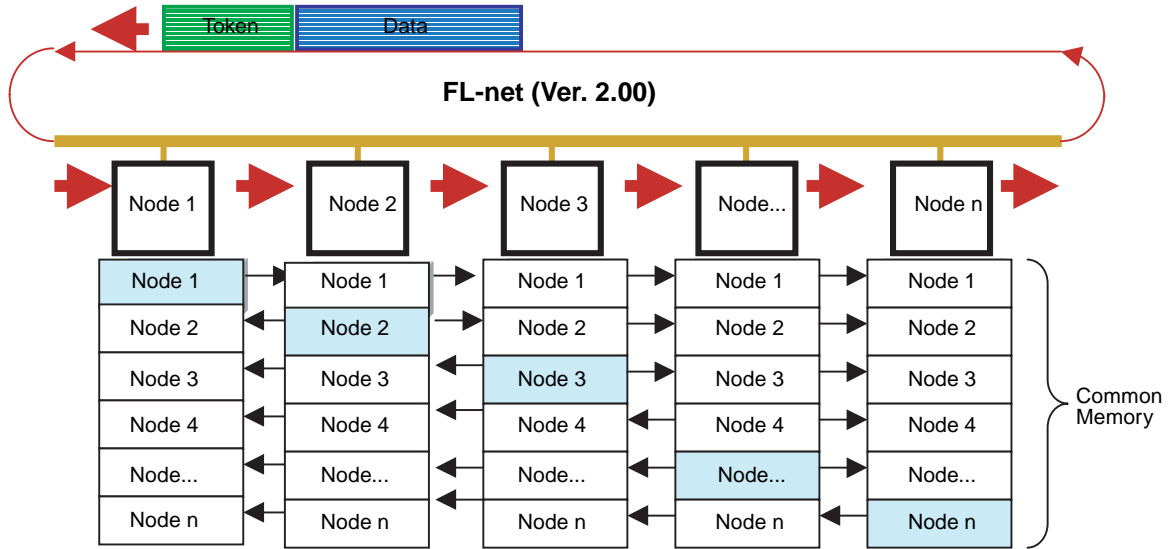 Token Data
FL-net (Ver. 2.00)
Node 1 Node 2 Node 3 Node... Node n
Node 1 Node 1 Node 1 Node 1 Node 1
Node 2 Node 2 Node 2 Node 2 Node 2
Node 3 Node 3 Node 3 Node 3 Node 3
Node 4 Node 4 Node 4 Node 4 Node 4
Node... Node... Node... Node... Node...
Node n Node n Node n Node n Node n
Common
Memory